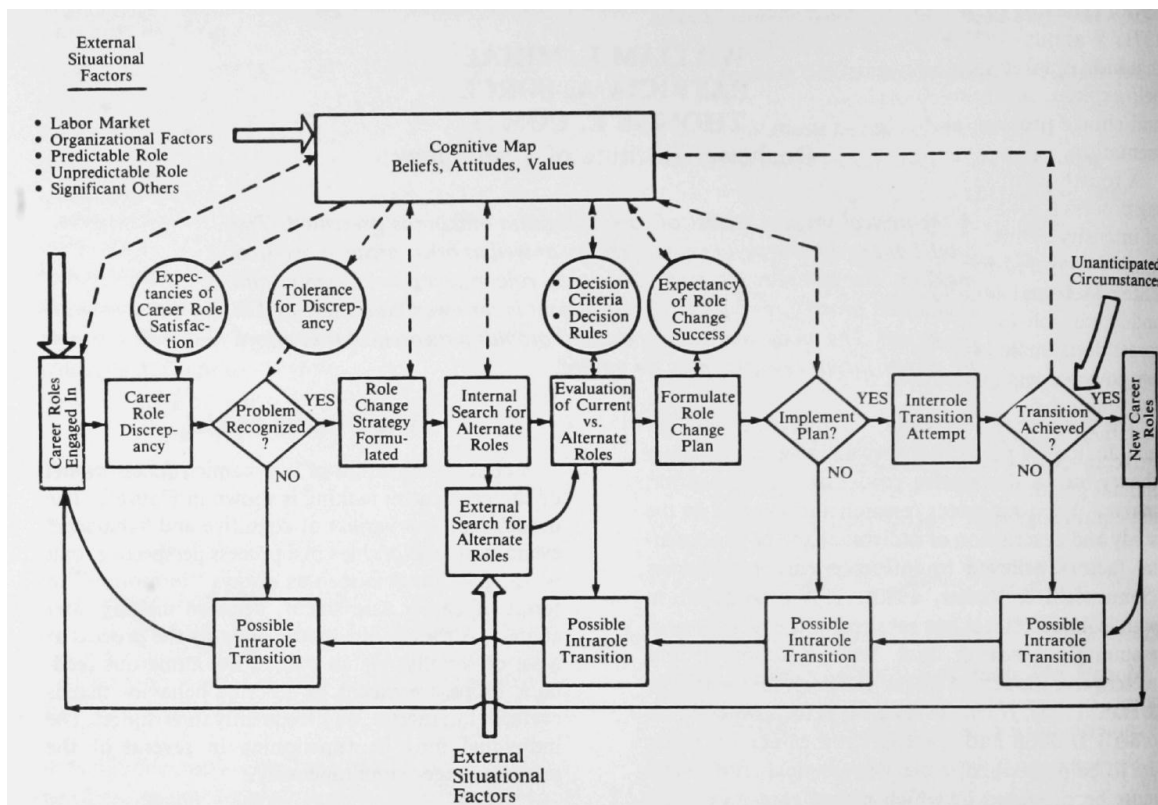 External
Situational
Factors
• Labor Market
• Organizational Factors
• Predictable Role
• Unpredictable Role
• Significant Others
Cognitive Map
Beliefs, Attitudes, Values
Unanticipated
Circumstances
Expec-
tancies of
Career Role
Satisfac-
tion
Tolerance
for Discrep-
ancy
• Decision
Criteria
Decision
Rules
Expectancy
of Role
Change
Success
Career Roles
Engaged In
Career
Role
Discrep-
ancy
Problem
Recognized
?
YES
NO
Role
Change
Strategy
Formu-
lated
Internal
Search for
Alternate
Roles
Evaluation
of Current
vs.
Alternate
Roles
Formulate
Role
Change
Plan
Implement
Plan?
YES
NO
Interrole
Transition
Attempt
Transition
Achieved
?
YES
NO
New Career
Roles
External
Search for
Alternate
Roles
Possible
Intrarole
Transition
Possible
Intrarole
Transition
Possible
Intrarole
Transition
Possible
Intrarole
Transition
External
Situational
Factors